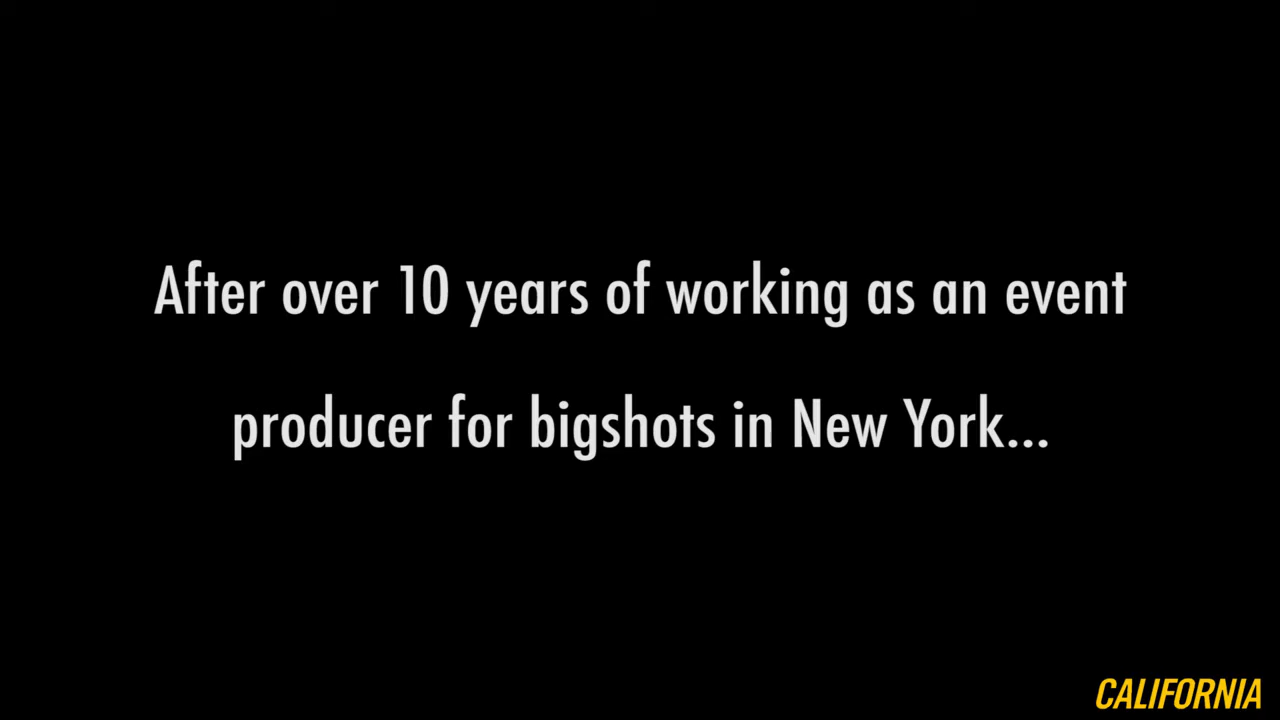 After over 10 years of working as an event
producer for bigshots in New York...
CALIFORNIA